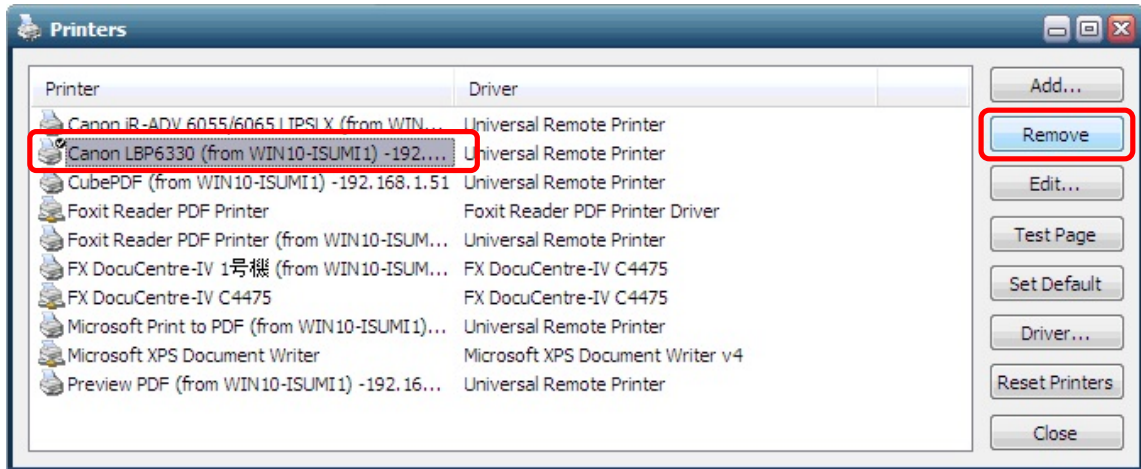 Printers
Printer Driver
Canon iR-ADV 6055/6065 LIPSLX (from WIN... Universal Remote Printer
Canon LBP6330 (from WIN10-ISUMI1) -192.... Universal Remote Printer
CubePDF (from WIN10-ISUMI1) -192.168.1.51 Universal Remote Printer
Foxit Reader PDF Printer Foxit Reader PDF Printer Driver
Foxit Reader PDF Printer (from WIN10-ISUM... Universal Remote Printer
FX DocuCentre-IV 1号機 (from WIN10-ISUM... FX DocuCentre-IV C4475
FX DocuCentre-IV C4475 FX DocuCentre-IV C4475
Microsoft Print to PDF (from WIN10-ISUMI1)... Universal Remote Printer
Microsoft XPS Document Writer Microsoft XPS Document Writer v4
Preview PDF (from WIN10-ISUMI1) -192.16... Universal Remote Printer
Add...
Remove
Edit...
Test Page
Set Default
Driver...
Reset Printers
Close